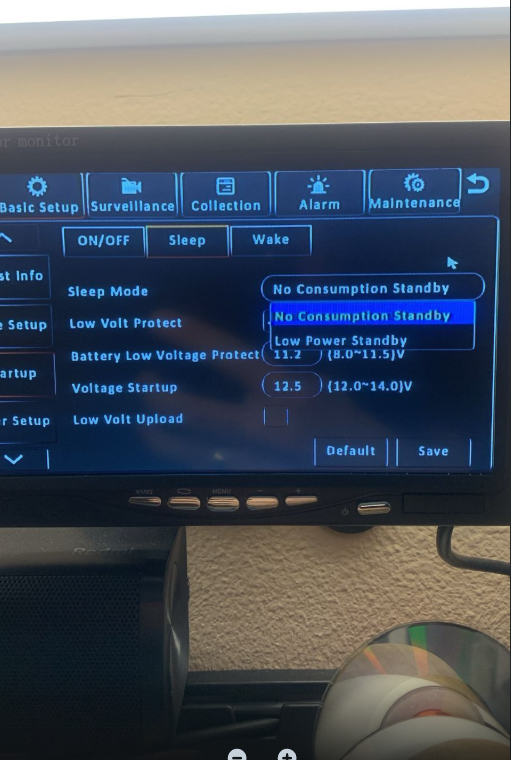 or monitor
Basic Setup Surveillance Collection Alarm Maintenance
ON/OFF Sleep Wake
st Info
Sleep Mode No Consumption Standby
No Consumption Standby
e Setup Low Volt Protect
Low Power Standby
Battery Low Voltage Protect 11.2 (8.0~11.5)V
artup Voltage Startup 12.5 (12.0~14.0)V
r Setup Low Volt Upload
Default Save
MENU